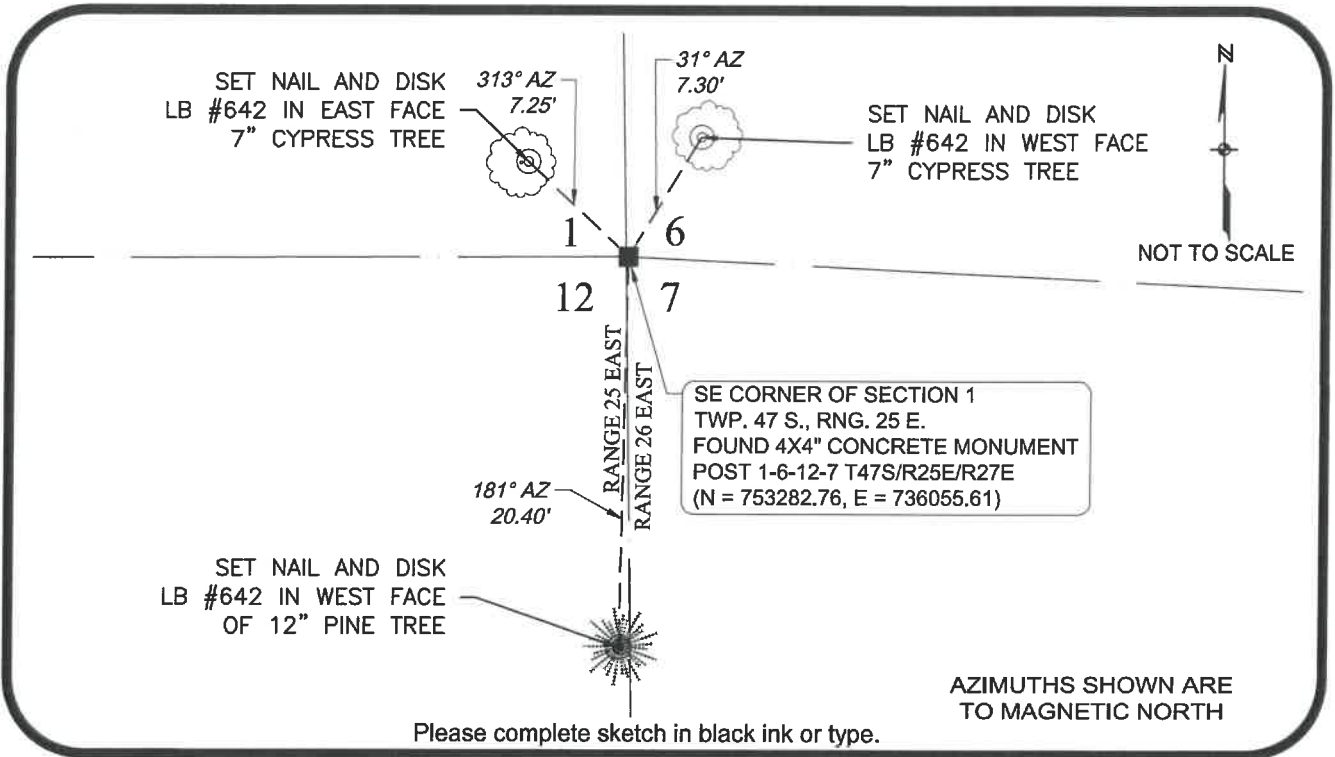 SET NAIL AND DISK
LB #642 IN EAST FACE
7” CYPRESS TREE
313° AZ
7.25'
31° AZ
7.30'
SET NAIL AND DISK
LB #642 IN WEST FACE
7” CYPRESS TREE
N
NOT TO SCALE
1
6
12
7
RANGE 25 EAST
RANGE 26 EAST
SE CORNER OF SECTION 1
TWP. 47 S., RNG. 25 E.
FOUND 4X4" CONCRETE MONUMENT
POST 1-6-12-7 T47S/R25E/R27E
(N = 753282.76, E = 736055.61)
181° AZ
20.40'
SET NAIL AND DISK
LB #642 IN WEST FACE
OF 12” PINE TREE
AZIMUTHS SHOWN ARE
TO MAGNETIC NORTH
Please complete sketch in black ink or type.